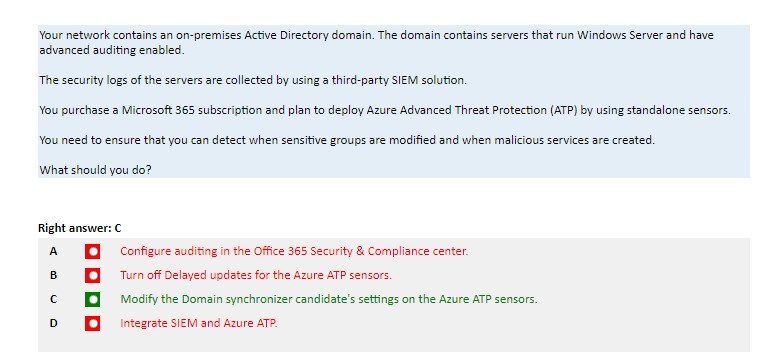 Your network contains an on-premises Active Directory domain. The domain contains servers that run Windows Server and have
advanced auditing enabled.
The security logs of the servers are collected by using a third-party SIEM solution.
You purchase a Microsoft 365 subscription and plan to deploy Azure Advanced Threat Protection (ATP) by using standalone sensors.
You need to ensure that you can detect when sensitive groups are modified and when malicious services are created.
What should you do?
Right answer: C
A Configure auditing in the Office 365 Security & Compliance center.
B Turn off Delayed updates for the Azure ATP sensors.
C Modify the Domain synchronizer candidate's settings on the Azure ATP sensors.
D Integrate SIEM and Azure ATP.